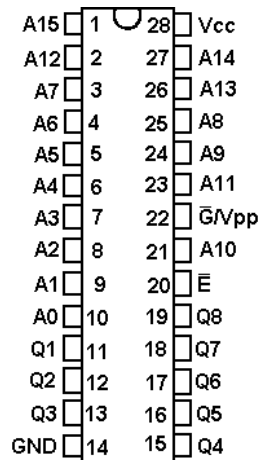 A15 1 28 Vcc
A12 2 27 A14
A7 3 26 A13
A6 4 25 A8
A5 5 24 A9
A4 6 23 A11
A3 7 22 G̅/Vpp
A2 8 21 A10
A1 9 20 E̅
A0 10 19 Q8
Q1 11 18 Q7
Q2 12 17 Q6
Q3 13 16 Q5
GND 14 15 Q4